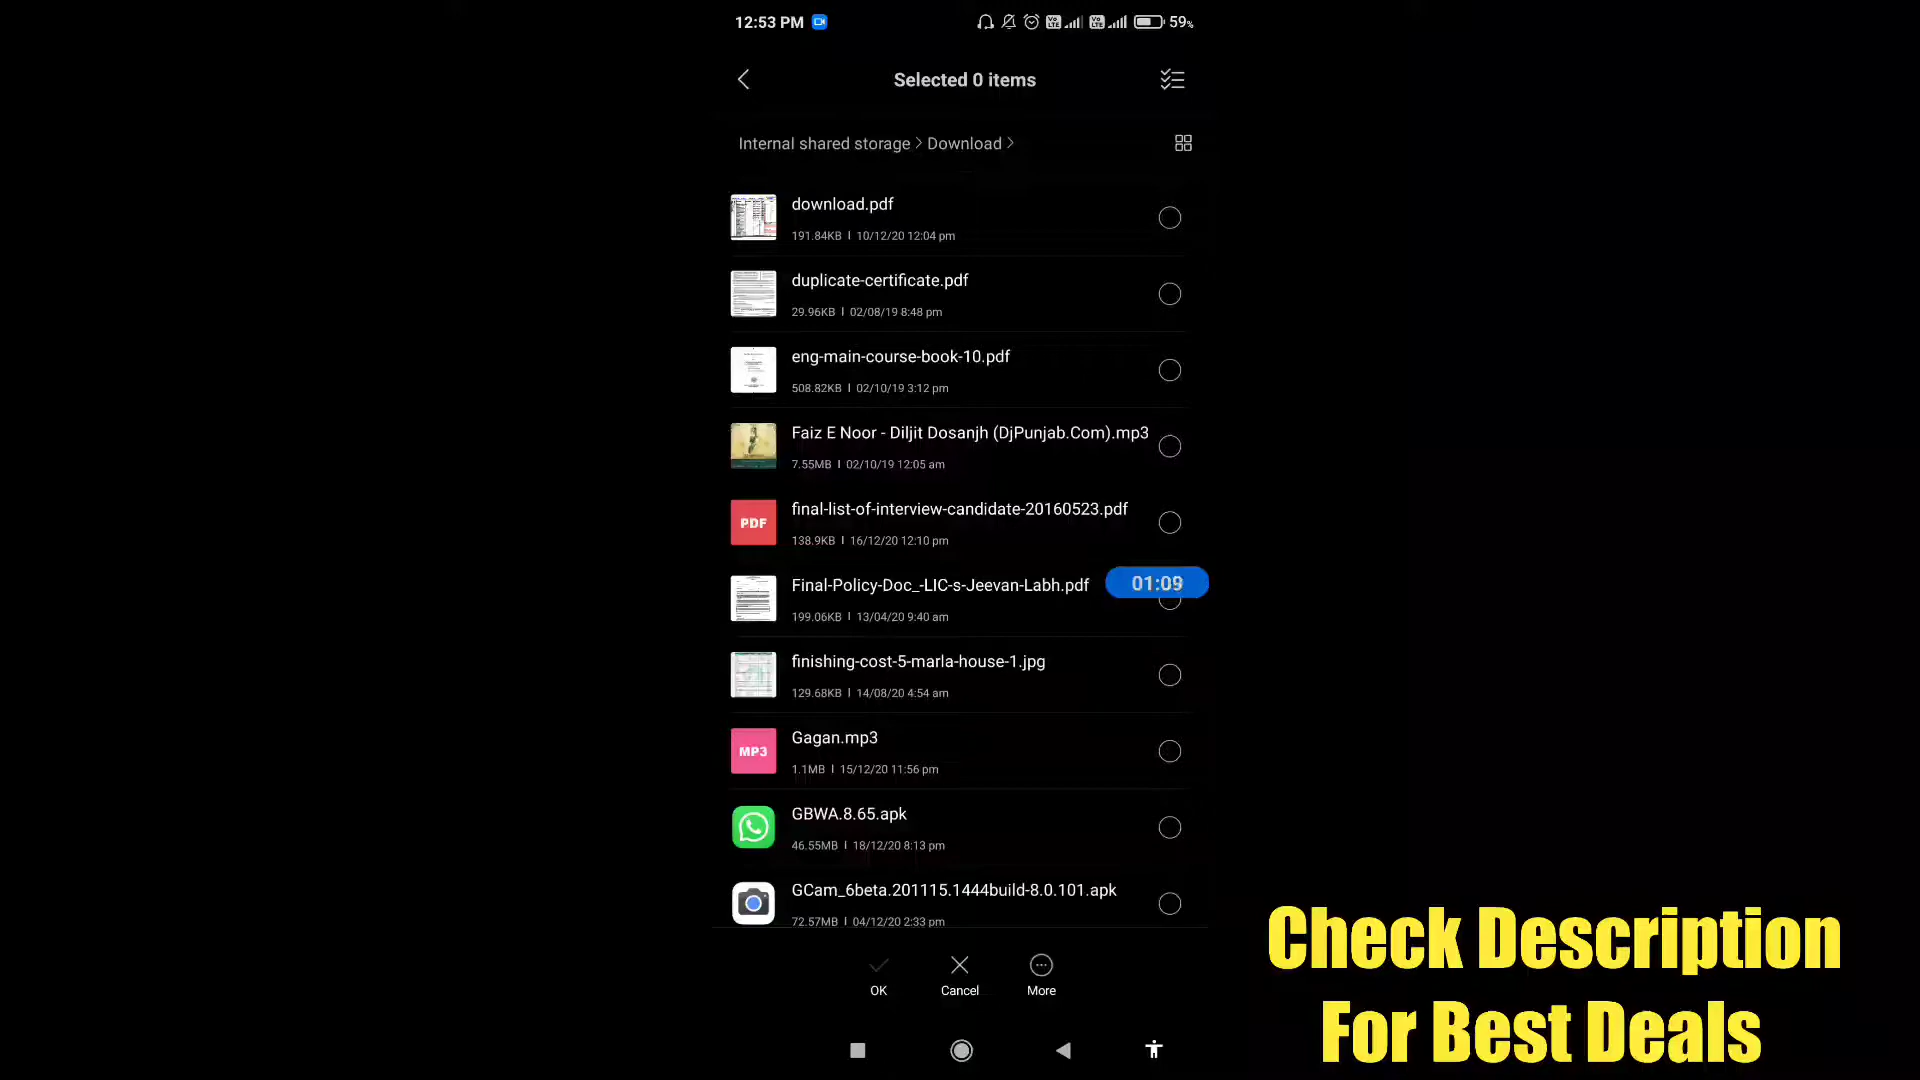 12:53 PM
59%
Selected 0 items
Internal shared storage > Download >
download.pdf
191.84KB | 10/12/20 12:04 pm
duplicate-certificate.pdf
29.96KB | 02/08/19 8:48 pm
eng-main-course-book-10.pdf
508.82KB | 02/10/19 3:12 pm
Faiz E Noor - Diljit Dosanjh (DjPunjab.Com).mp3
7.55MB | 02/10/19 12:05 am
PDF
final-list-of-interview-candidate-20160523.pdf
138.9KB | 16/12/20 12:10 pm
Final-Policy-Doc_-LIC-s-Jeevan-Labh.pdf
01:09
199.06KB | 13/04/20 9:40 am
finishing-cost-5-marla-house-1.jpg
129.68KB | 14/08/20 4:54 am
MP3
Gagan.mp3
1.1MB | 15/12/20 11:56 pm
GBWA.8.65.apk
46.55MB | 18/12/20 8:13 pm
GCam_6beta.201115.1444build-8.0.101.apk
72.57MB | 04/12/20 2:33 pm
OK
Cancel
More
Check Description
For Best Deals